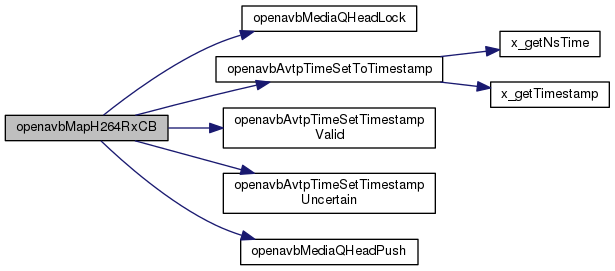 openavbMediaQHeadLock
x_getNsTime
openavbAvtpTimeSetToTimestamp
x_getTimestamp
openavbMapH264RxCB
openavbAvtpTimeSetTimestamp
Valid
openavbAvtpTimeSetTimestamp
Uncertain
openavbMediaQHeadPush